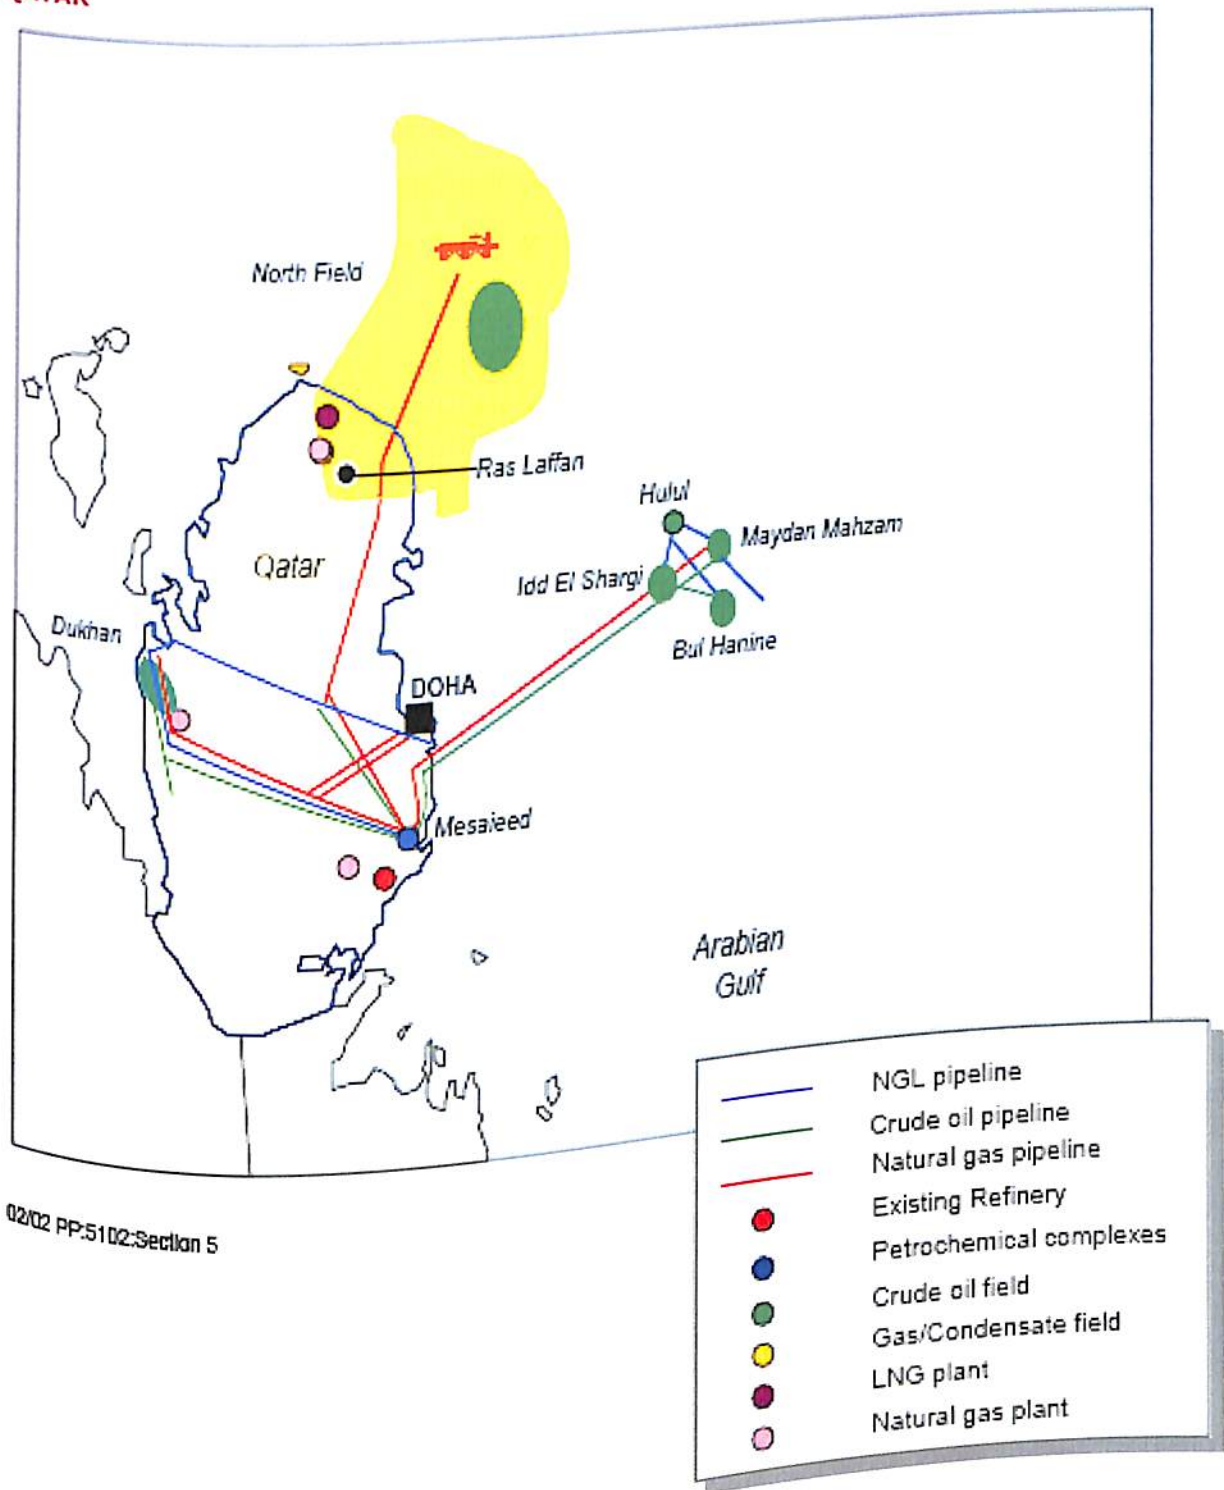 North Field
Ras Laffan
Hulul
Maydan Mahzam
Idd El Shargi
Bul Hanine
Qatar
Dukhan
DOHA
Mesaieed
Arabian
Gulf
NGL pipeline
Crude oil pipeline
Natural gas pipeline
Existing Refinery
Petrochemical complexes
Crude oil field
Gas/Condensate field
LNG plant
Natural gas plant
02/02 PP:5102:Section 5